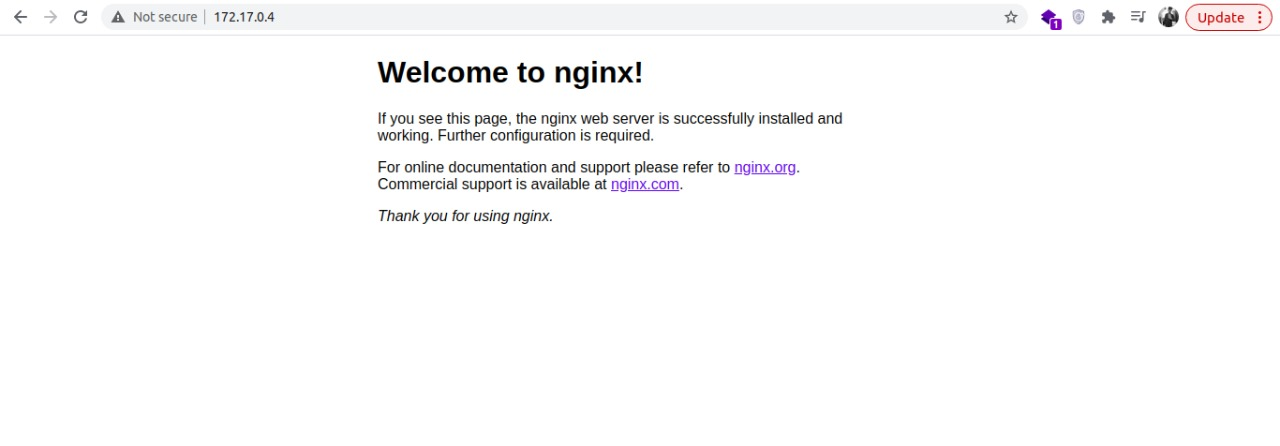 Not secure 172.17.0.4
1
Update
Welcome to nginx!
If you see this page, the nginx web server is successfully installed and
working. Further configuration is required.
For online documentation and support please refer to nginx.org.
Commercial support is available at nginx.com.
Thank you for using nginx.